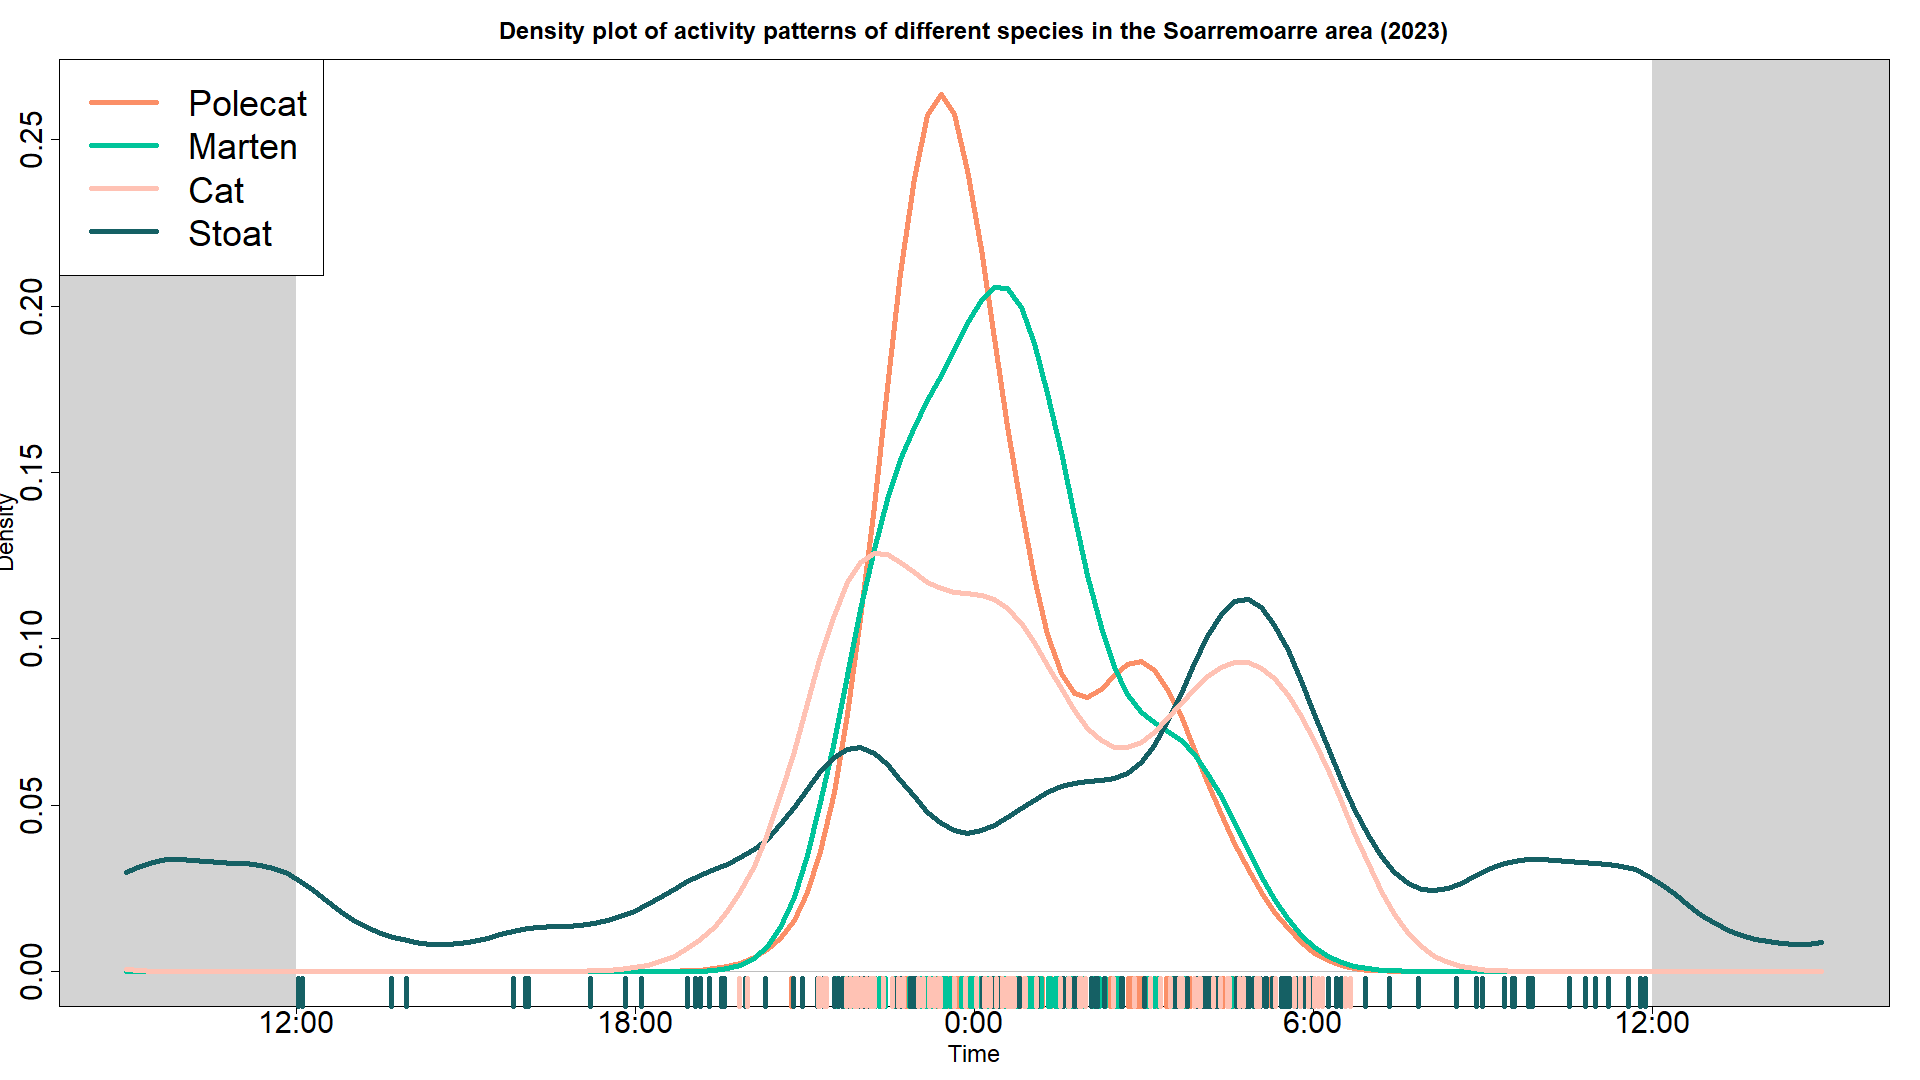 Density plot of activity patterns of different species in the Soarremoarre area (2023)
Polecat
Marten
Cat
Stoat
0.25
0.20
0.15
0.10
0.05
0.00
Density
12:00 18:00 0:00 6:00 12:00
Time